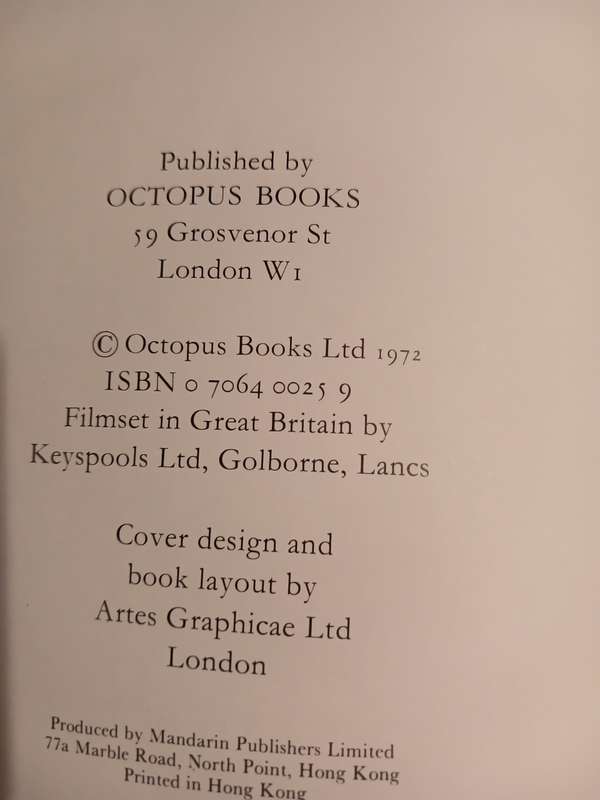 Published by
OCTOPUS BOOKS
59 Grosvenor St
London W1
© Octopus Books Ltd 1972
ISBN 0 7064 0025 9
Filmset in Great Britain by
Keyspools Ltd, Golborne, Lancs
Cover design and
book layout by
Artes Graphicae Ltd
London
Produced by Mandarin Publishers Limited
77a Marble Road, North Point, Hong Kong
Printed in Hong Kong